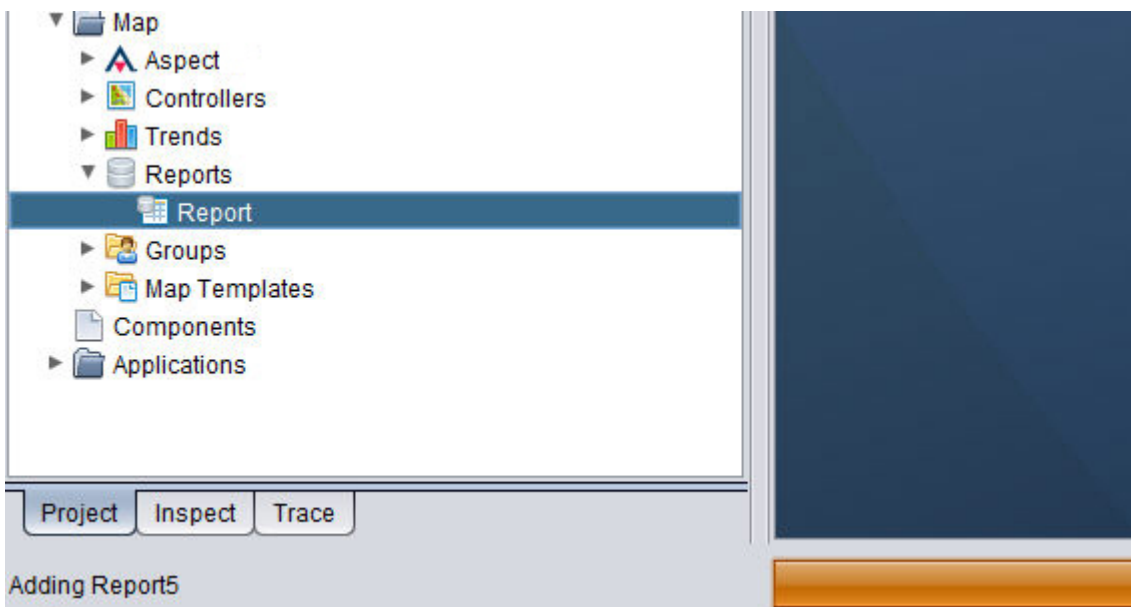 Map
Aspect
Controllers
Trends
Reports
Report
Groups
Map Templates
Components
Applications
Project Inspect Trace
Adding Report5